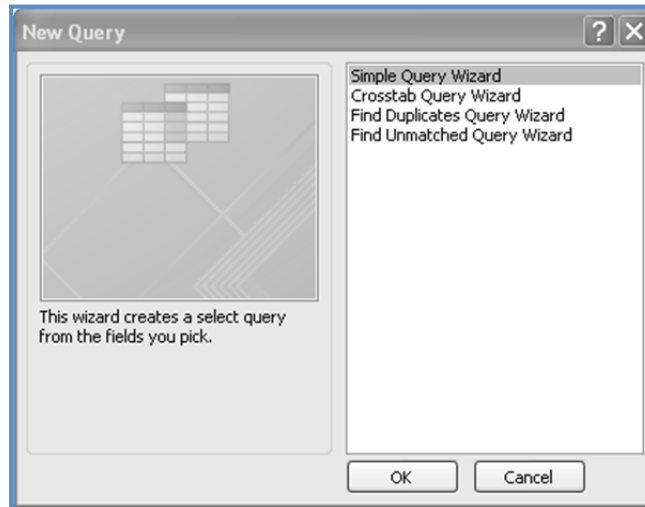 New Query
Simple Query Wizard
Crosstab Query Wizard
Find Duplicates Query Wizard
Find Unmatched Query Wizard
This wizard creates a select query
from the fields you pick.
OK
Cancel